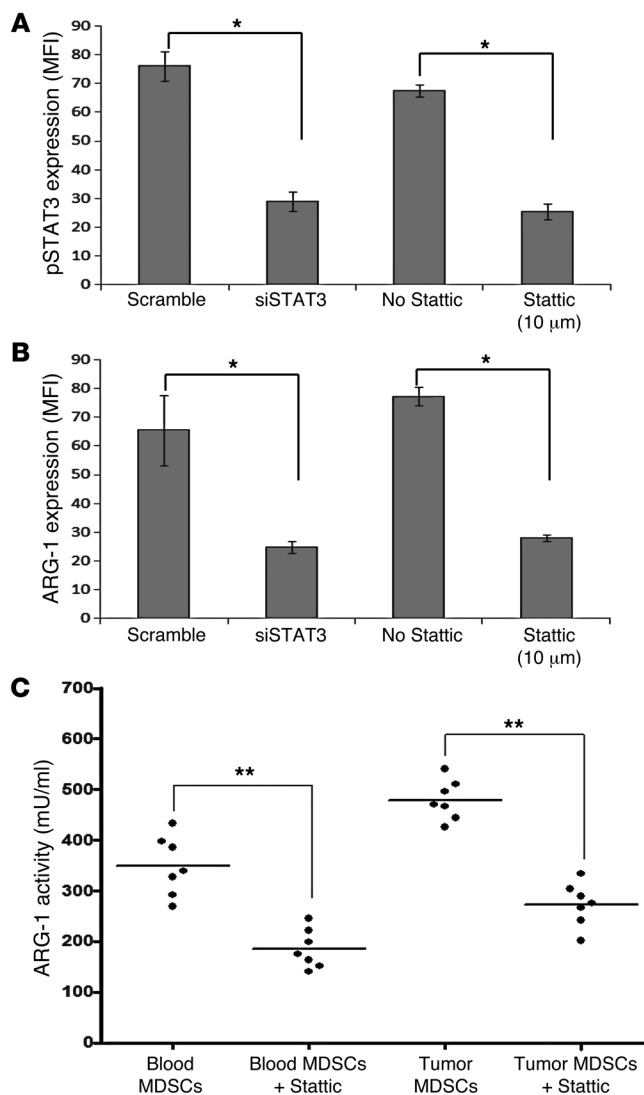 A
pSTAT3 expression (MFI)
90
80
70
60
50
40
30
20
10
0
*
*
Scramble siSTAT3 No Stattic Stattic
(10 μm)
B
ARG-1 expression (MFI)
90
80
70
60
50
40
30
20
10
0
*
*
Scramble siSTAT3 No Stattic Stattic
(10 μm)
C
ARG-1 activity (mU/ml)
700
600
500
400
300
200
100
0
**
**
Blood Blood MDSCs Tumor Tumor MDSCs
MDSCs + Stattic MDSCs + Stattic